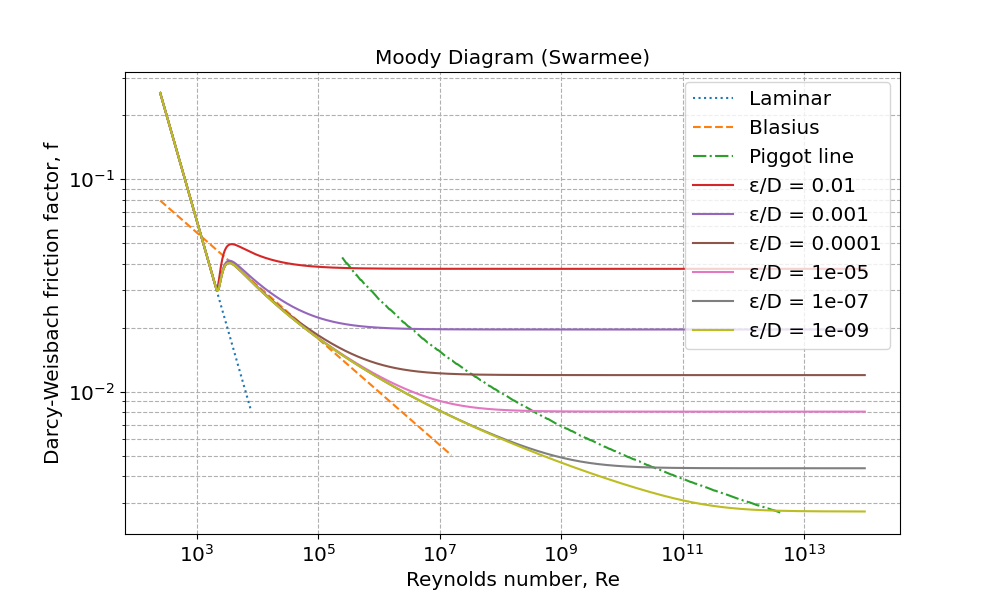 Moody Diagram (Swarmee)
Darcy-Weisbach friction factor, f
10⁻¹
10⁻²
Laminar
Blasius
Piggot line
ε/D = 0.01
ε/D = 0.001
ε/D = 0.0001
ε/D = 1e-05
ε/D = 1e-07
ε/D = 1e-09
10³ 10⁵ 10⁷ 10⁹ 10¹¹ 10¹³
Reynolds number, Re